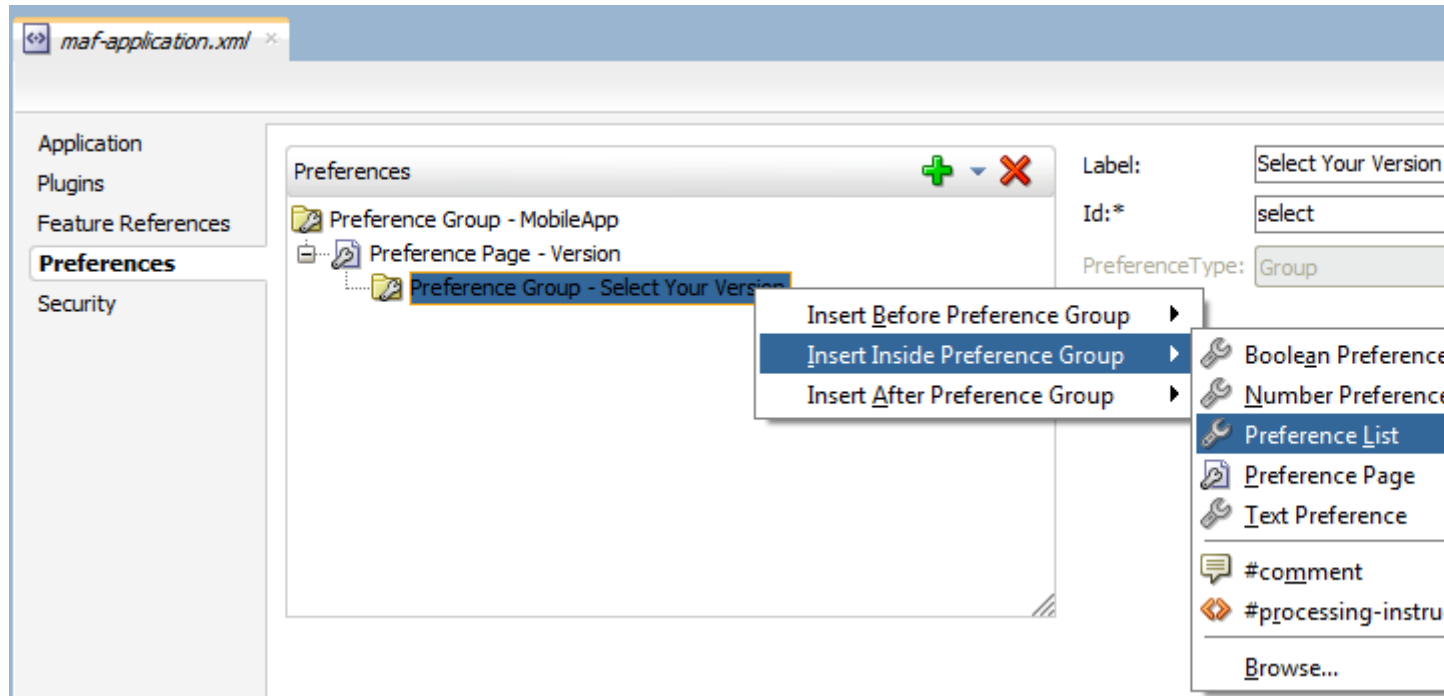 maf-application.xml
Application
Plugins
Feature References
Preferences
Security
Preferences
Preference Group - MobileApp
Preference Page - Version
Preference Group - Select Your Version
Label:
Select Your Version
Id:*
select
PreferenceType:
Group
Insert Before Preference Group
Insert Inside Preference Group
Insert After Preference Group
Boolean Preference
Number Preference
Preference List
Preference Page
Text Preference
#comment
#processing-instru
Browse...